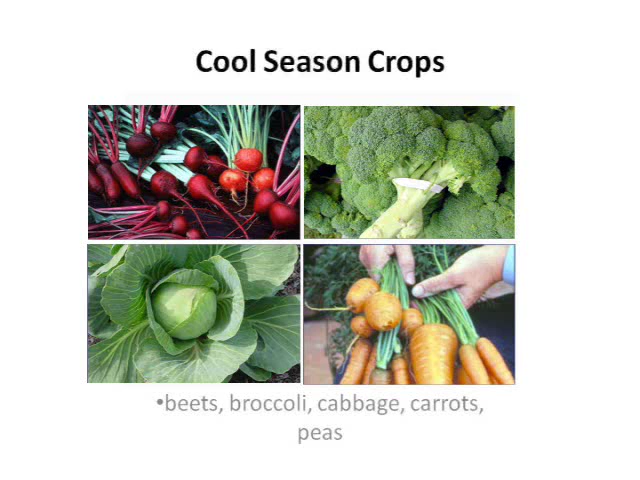 Cool Season Crops
•beets, broccoli, cabbage, carrots,
peas